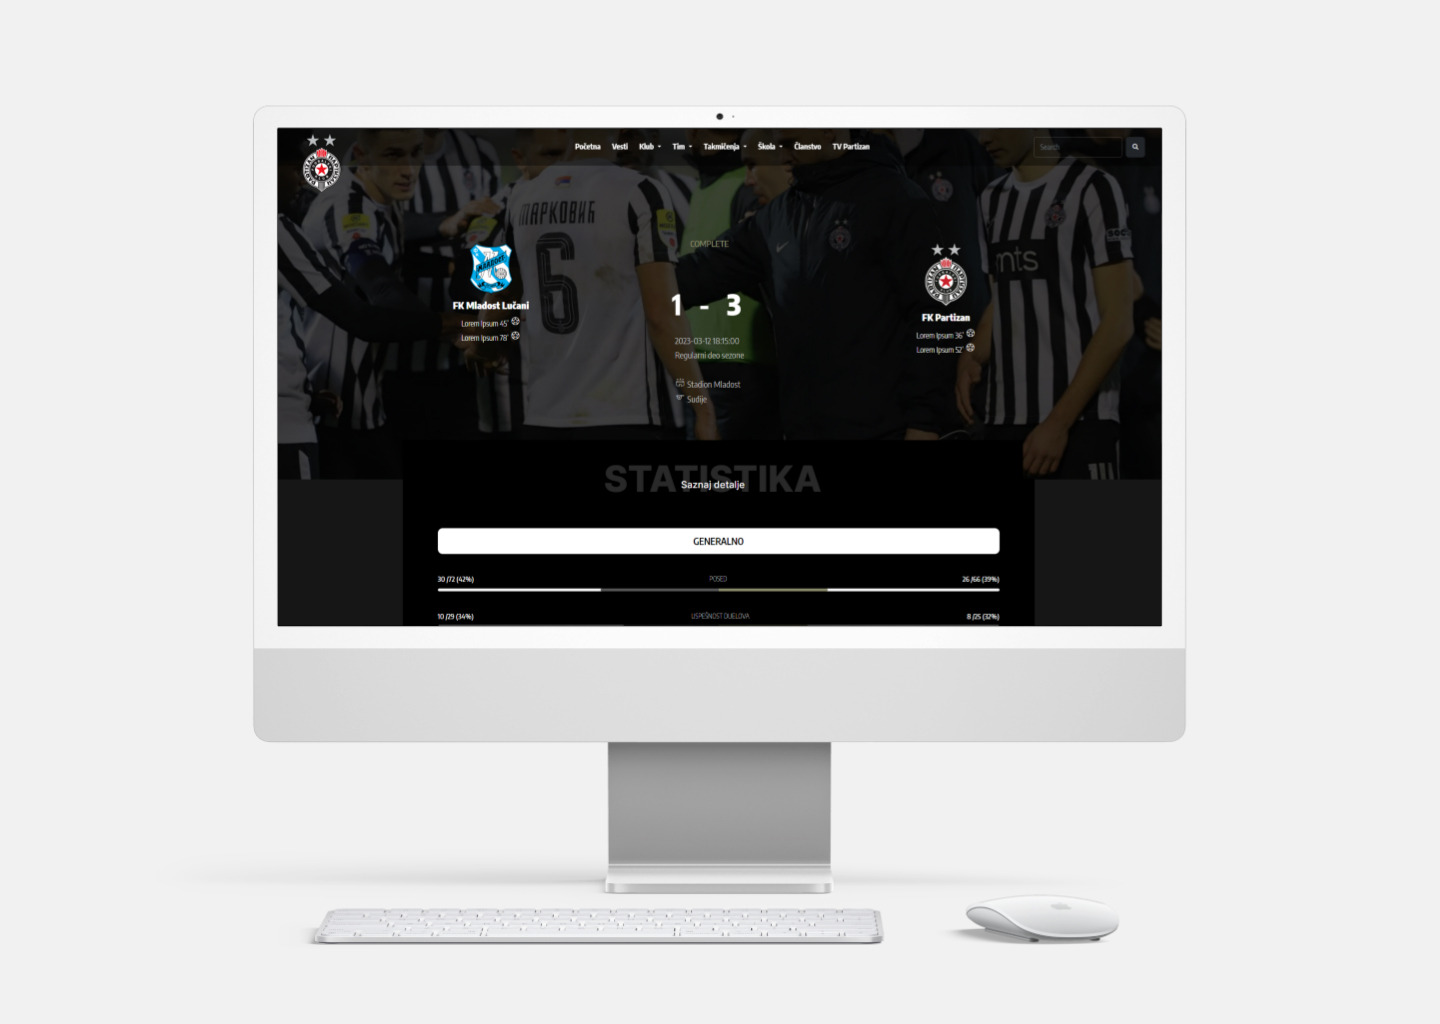 Početna Vesti Klub Tim Takmičenja Škola Članstvo TV Partizan
Search
МАРКОВИЋ
6
mts
COMPLETE
FK Mladost Lučani
Lorem Ipsum 45'
Lorem Ipsum 78'
1 - 3
2023-03-12 18:15:00
Regularni deo sezone
Stadion Mladost
Sudije
FK Partizan
Lorem Ipsum 36'
Lorem Ipsum 52'
STATISTIKA
Saznaj detalje
GENERALNO
30 /72 (42%) POSED 26 /66 (39%)
10 /29 (34%) USPEŠNOST DUELOVA 8 /25 (32%)